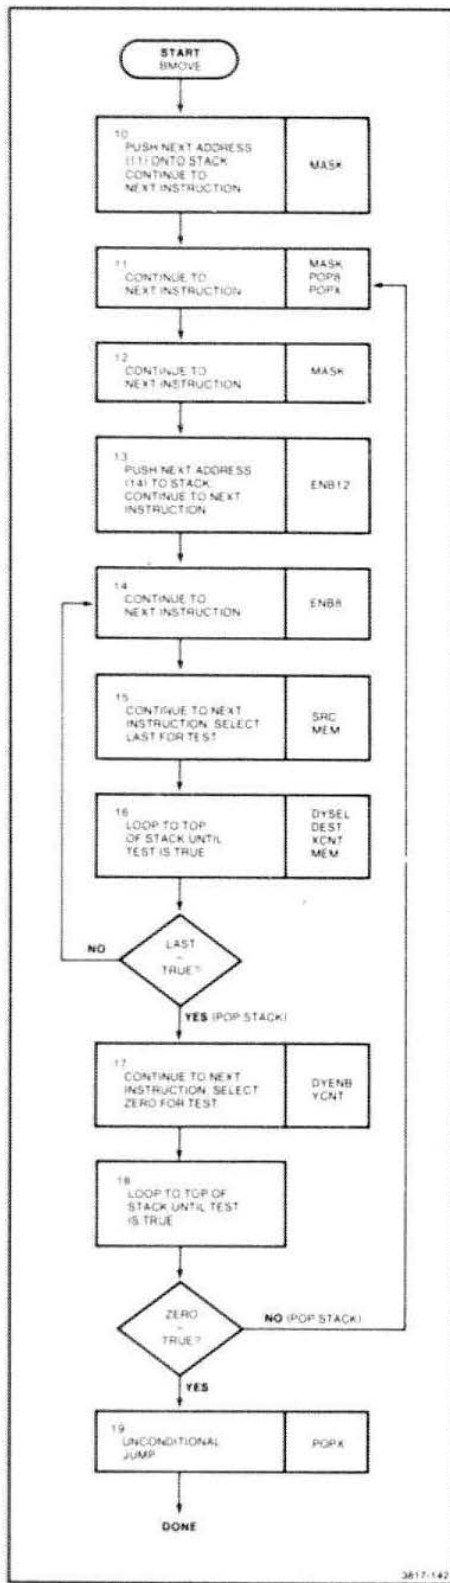 START
BMOVE
10
PUSH NEXT ADDRESS
(11) ONTO STACK
CONTINUE TO
NEXT INSTRUCTION
MASK
11
CONTINUE TO
NEXT INSTRUCTION
MASK
POP8
POPX
12
CONTINUE TO
NEXT INSTRUCTION
MASK
13
PUSH NEXT ADDRESS
(14) TO STACK.
CONTINUE TO NEXT
INSTRUCTION
ENB12
14
CONTINUE TO
NEXT INSTRUCTION
ENB8
15
CONTINUE TO NEXT
INSTRUCTION. SELECT
LAST FOR TEST
SRC
MEM
16
LOOP TO TOP
OF STACK UNTIL
TEST IS TRUE
DYSEL
DEST
XCNT
MEM
NO
LAST
=
TRUE?
YES (POP STACK)
17
CONTINUE TO NEXT
INSTRUCTION. SELECT
ZERO FOR TEST
DYENB
YCNT
18
LOOP TO TOP OF
STACK UNTIL TEST
IS TRUE
ZERO
=
TRUE?
NO (POP STACK)
YES
19
UNCONDITIONAL
JUMP
POPX
DONE
3817-142